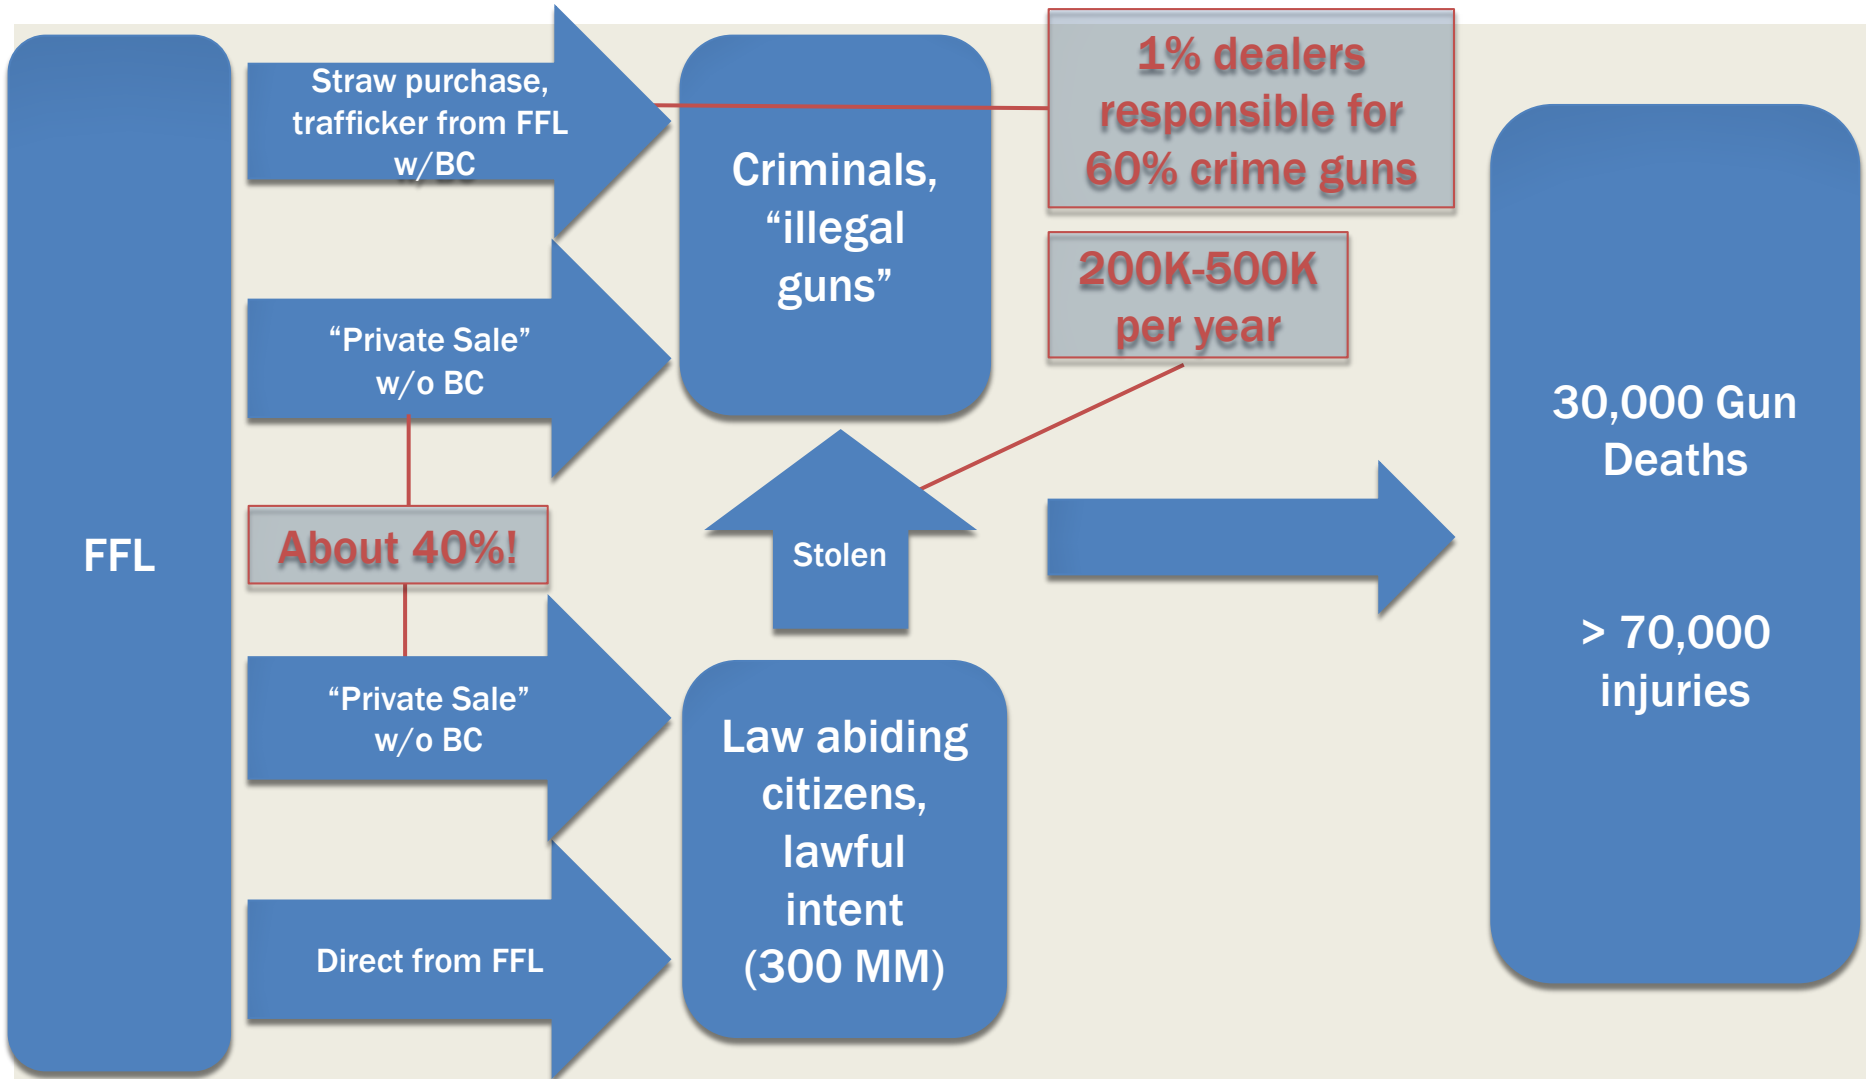 FFL
Straw purchase,
trafficker from FFL
w/BC
“Private Sale”
w/o BC
About 40%!
“Private Sale”
w/o BC
Direct from FFL
Criminals,
“illegal
guns”
Stolen
Law abiding
citizens,
lawful
intent
(300 MM)
1% dealers
responsible for
60% crime guns
200K-500K
per year
30,000 Gun
Deaths
> 70,000
injuries